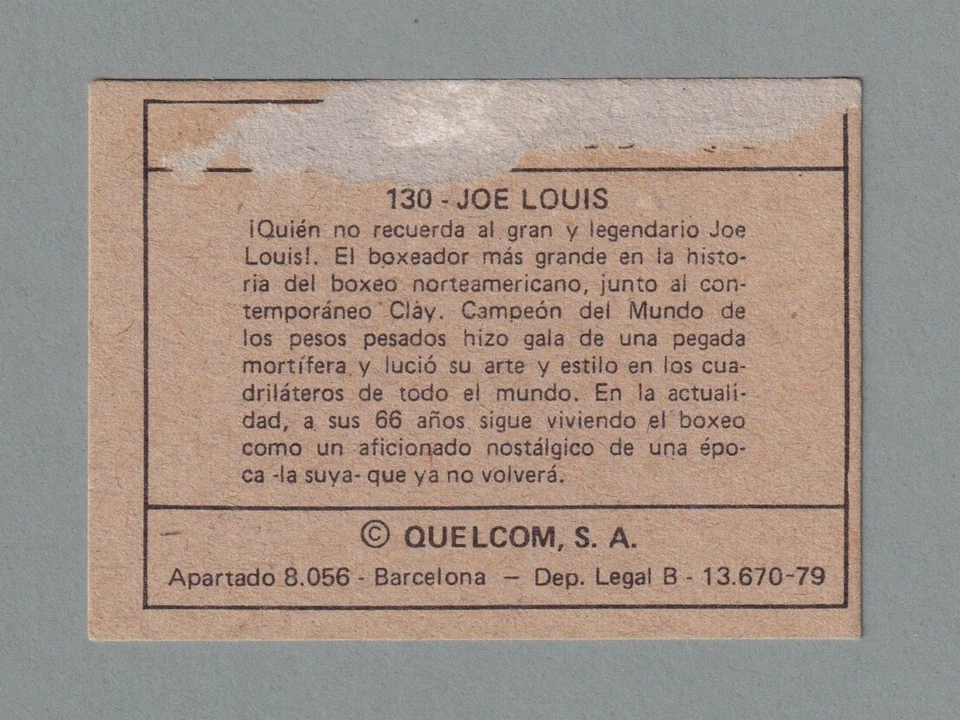 130 - JOE LOUIS
¡Quién no recuerda al gran y legendario Joe
Louis!. El boxeador más grande en la histo-
ria del boxeo norteamericano, junto al con-
temporáneo Clay. Campeón del Mundo de
los pesos pesados hizo gala de una pegada
mortífera y lució su arte y estilo en los cua-
driláteros de todo el mundo. En la actuali-
dad, a sus 66 años sigue viviendo el boxeo
como un aficionado nostálgico de una épo-
ca -la suya- que ya no volverá.
© QUELCOM, S. A.
Apartado 8.056 - Barcelona — Dep. Legal B - 13.670-79